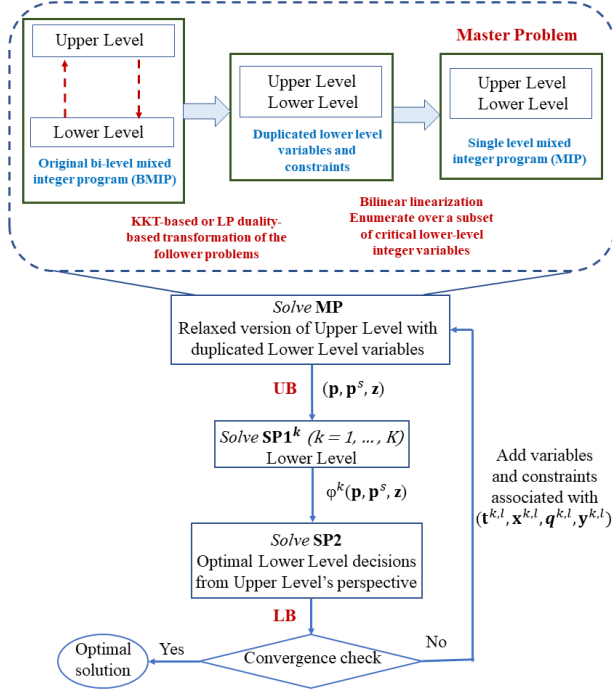 Upper Level
Lower Level
Original bi-level mixed
integer program (BMIP)
Upper Level
Lower Level
Duplicated lower level
variables and
constraints
Master Problem
Upper Level
Lower Level
Single level mixed
integer program (MIP)
KKT-based or LP duality-
based transformation of the
follower problems
Bilinear linearization
Enumerate over a subset
of critical lower-level
integer variables
Solve MP
Relaxed version of Upper Level with
duplicated Lower Level variables
UB
(p, p^s, z)
Solve SP1^k (k = 1, ..., K)
Lower Level
φ^k(p, p^s, z)
Solve SP2
Optimal Lower Level decisions
from Upper Level's perspective
LB
Convergence check
Yes
Optimal
solution
No
Add variables
and constraints
associated with
(t^{k,l}, x^{k,l}, q^{k,l}, y^{k,l})